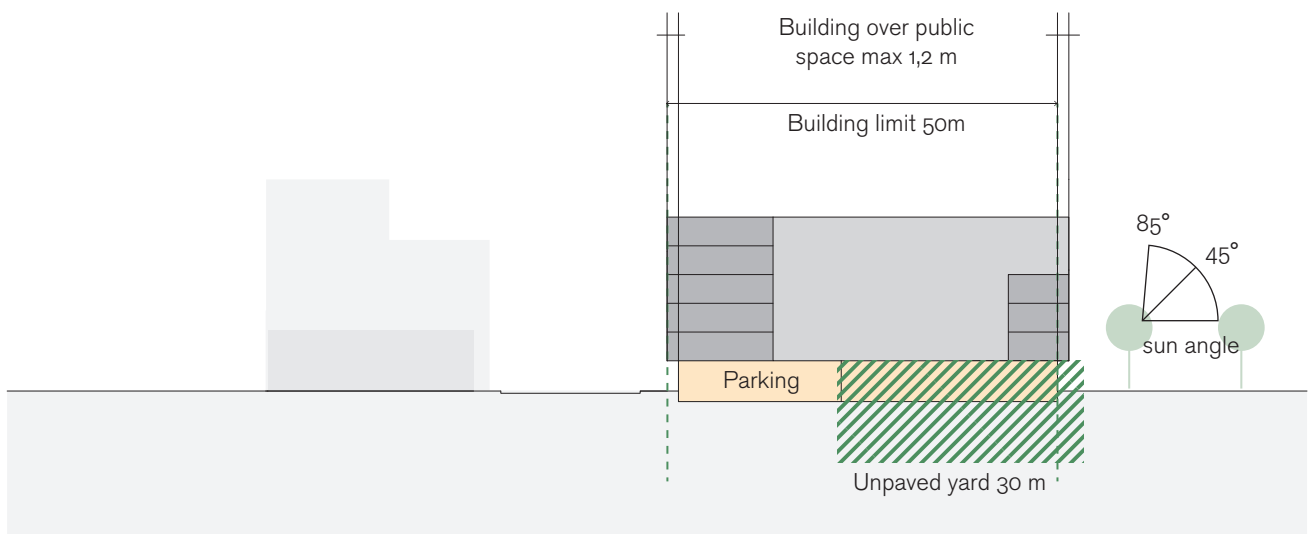 Building over public
space max 1,2 m
Building limit 50m
85°
45°
sun angle
Parking
Unpaved yard 30 m